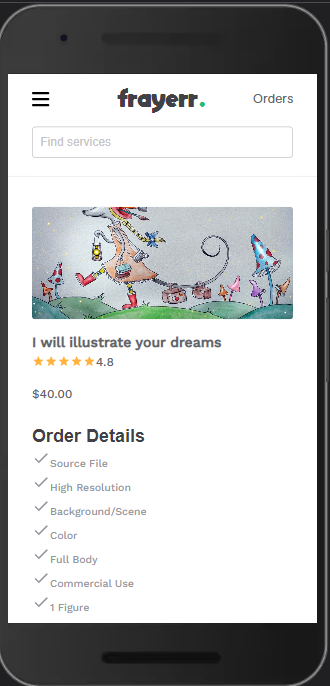 frayerr.
Orders
Find services
I will illustrate your dreams
4.8
$40.00
Order Details
Source File
High Resolution
Background/Scene
Color
Full Body
Commercial Use
1 Figure